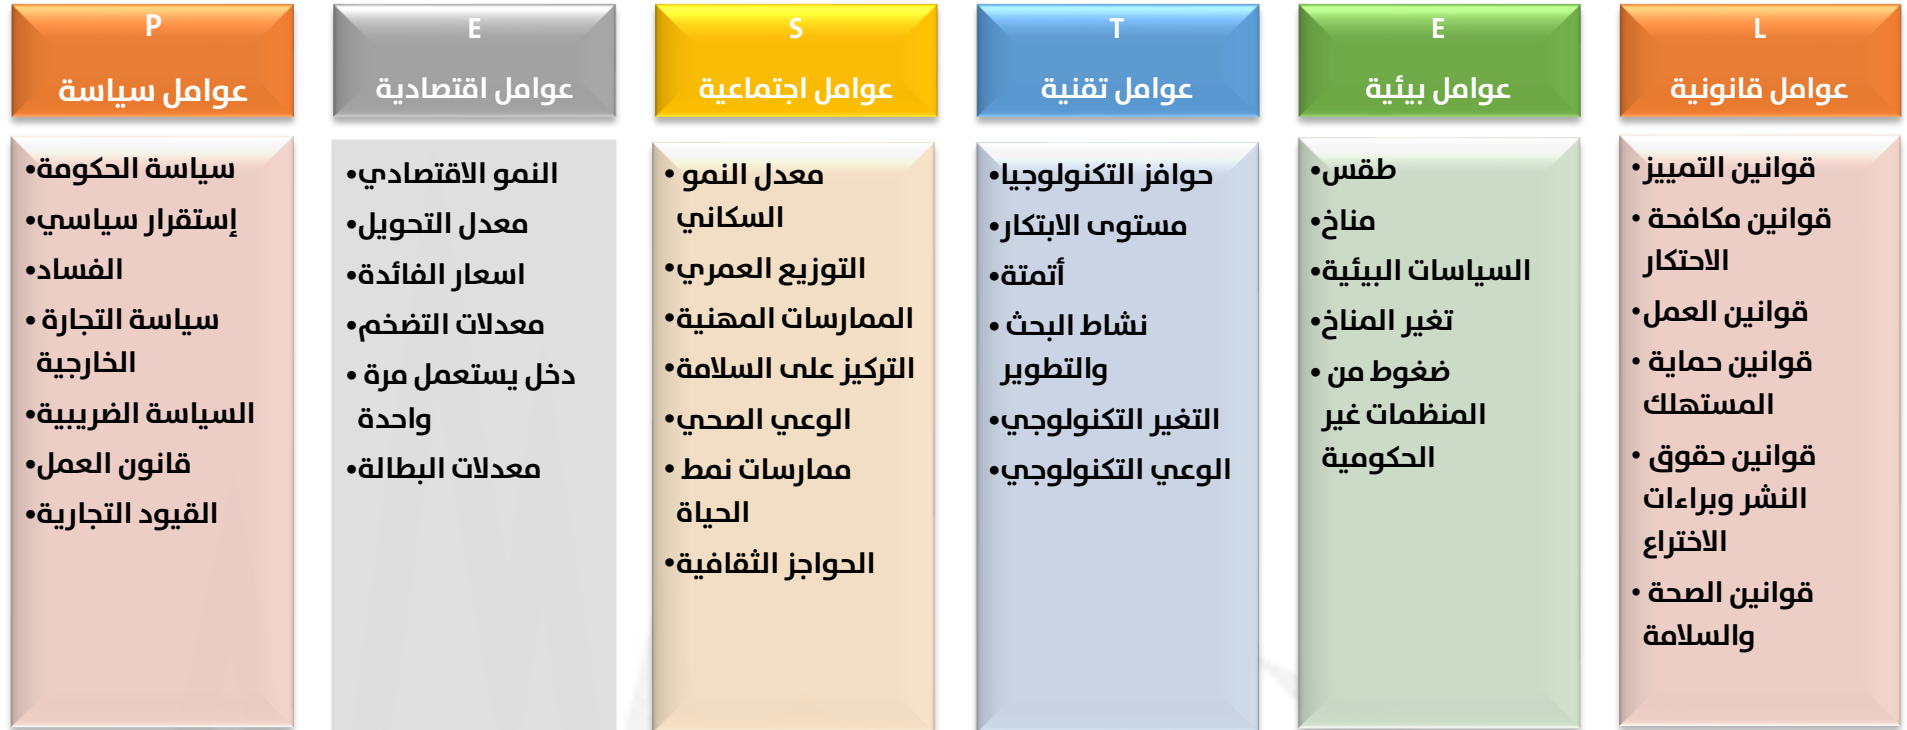 P
عوامل سياسة
•سياسة الحكومة
•إستقرار سياسي
•الفساد
• سياسة التجارة
الخارجية
•السياسة الضريبية
•قانون العمل
•القيود التجارية
E
عوامل اقتصادية
•النمو الاقتصادي
•معدل التحويل
•اسعار الفائدة
•معدلات التضخم
• دخل يستعمل مرة
واحدة
•معدلات البطالة
S
عوامل اجتماعية
• معدل النمو
السكاني
•التوزيع العمري
•الممارسات المهنية
•التركيز على السلامة
•الوعي الصحي
• ممارسات نمط
الحياة
•الحواجز الثقافية
T
عوامل تقنية
•حوافز التكنولوجيا
•مستوى الابتكار
•أتمتة
• نشاط البحث
والتطوير
•التغير التكنولوجي
•الوعي التكنولوجي
E
عوامل بيئية
•طقس
•مناخ
•السياسات البيئية
•تغير المناخ
• ضغوط من
المنظمات غير
الحكومية
L
عوامل قانونية
•قوانين التمييز
• قوانين مكافحة
الاحتكار
•قوانين العمل
• قوانين حماية
المستهلك
• قوانين حقوق
النشر وبراءات
الاختراع
• قوانين الصحة
والسلامة